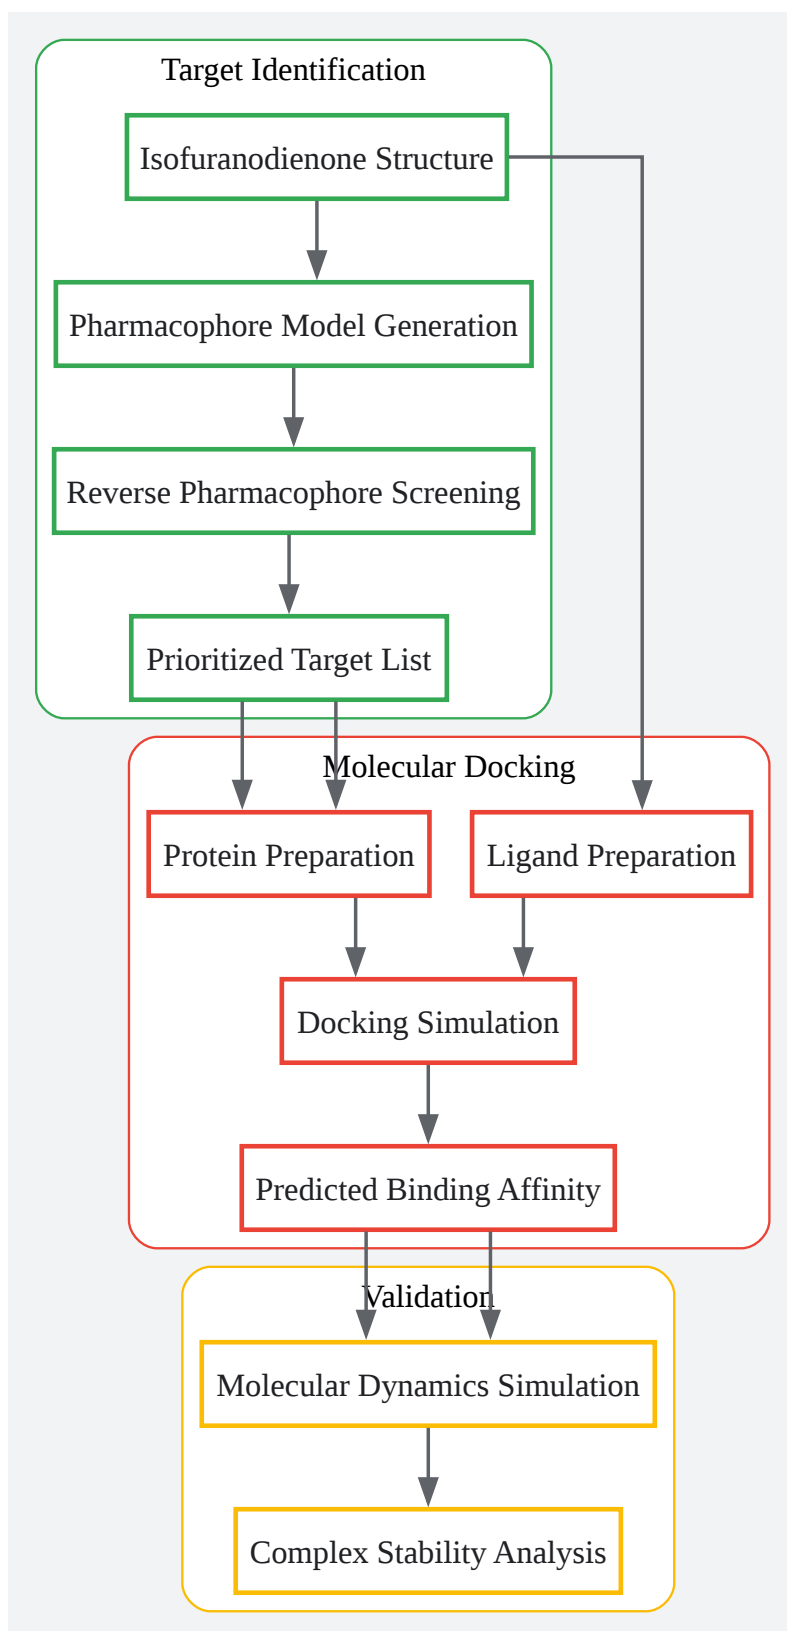 Target Identification
Isofuranodienone Structure
Pharmacophore Model Generation
Reverse Pharmacophore Screening
Prioritized Target List
Molecular Docking
Protein Preparation
Ligand Preparation
Docking Simulation
Predicted Binding Affinity
Validation
Molecular Dynamics Simulation
Complex Stability Analysis